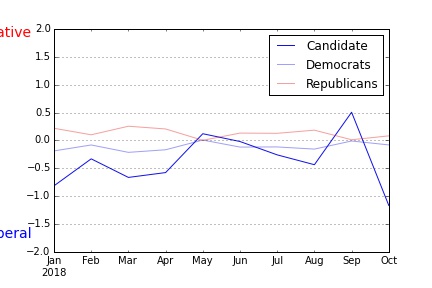 ative
2.0
1.5
1.0
0.5
0.0
−0.5
−1.0
−1.5
−2.0
beral
Candidate
Democrats
Republicans
Jan Feb Mar Apr May Jun Jul Aug Sep Oct
2018